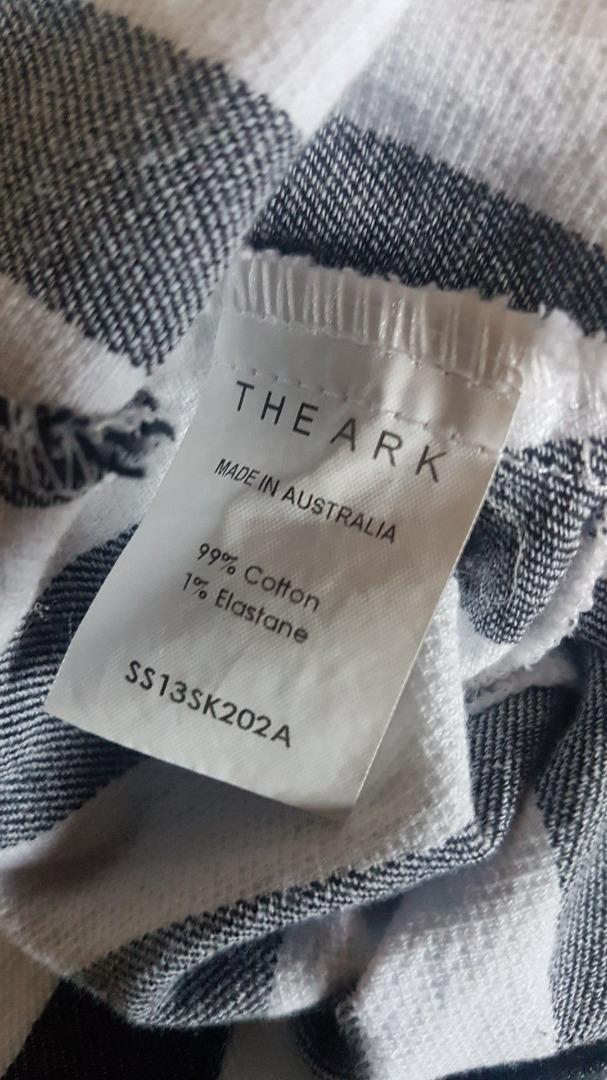 THE ARK
MADE IN AUSTRALIA
99% Cotton
1% Elastane
SS13SK202A